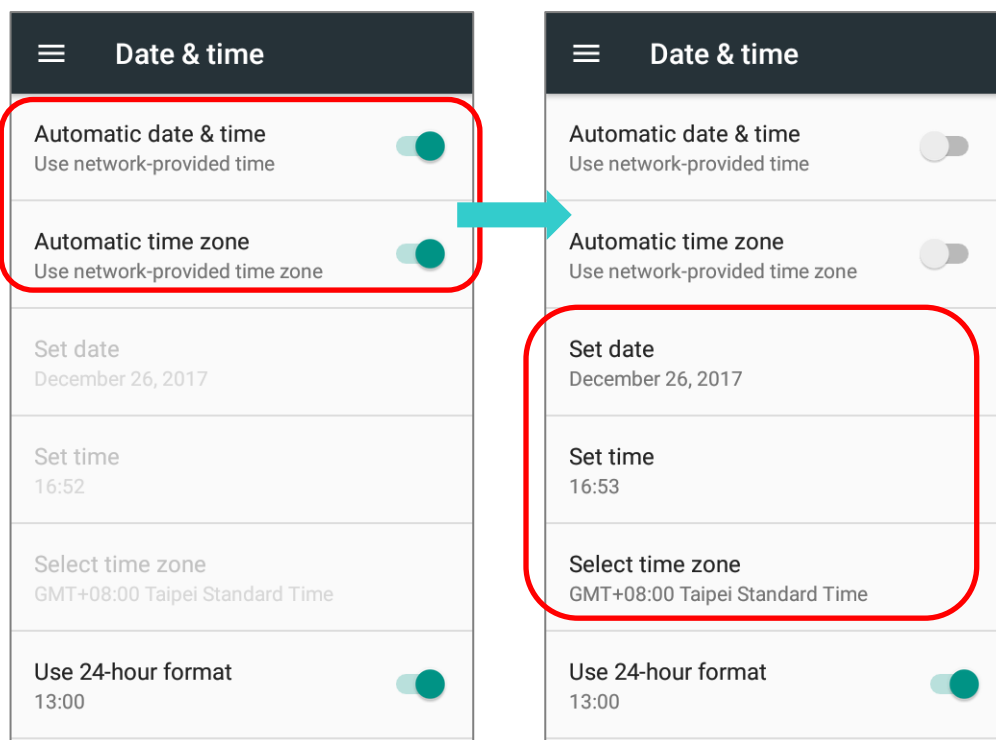 Date & time
Automatic date & time
Use network-provided time
Automatic time zone
Use network-provided time zone
Set date
December 26, 2017
Set time
16:52
Select time zone
GMT+08:00 Taipei Standard Time
Use 24-hour format
13:00
Date & time
Automatic date & time
Use network-provided time
Automatic time zone
Use network-provided time zone
Set date
December 26, 2017
Set time
16:53
Select time zone
GMT+08:00 Taipei Standard Time
Use 24-hour format
13:00